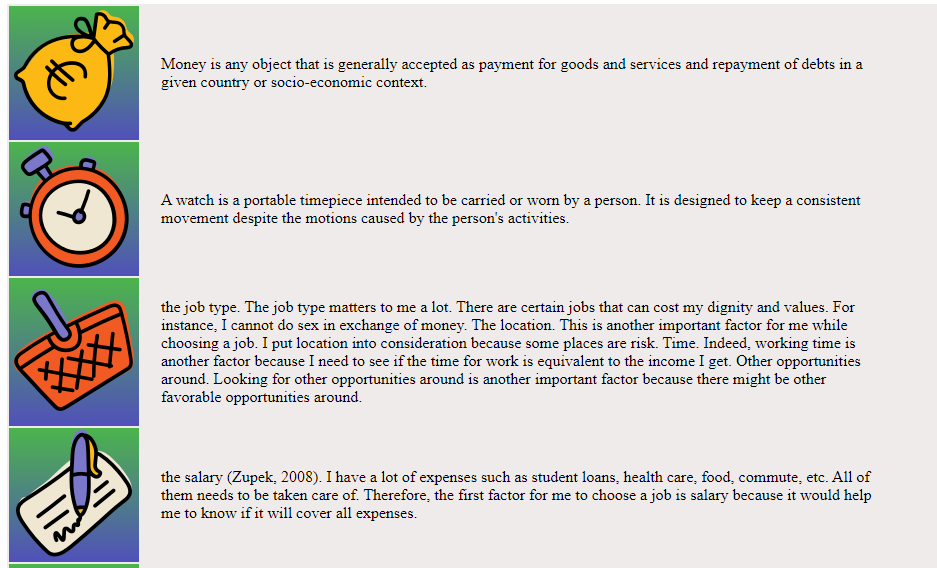 Money is any object that is generally accepted as payment for goods and services and repayment of debts in a
given country or socio-economic context.
A watch is a portable timepiece intended to be carried or worn by a person. It is designed to keep a consistent
movement despite the motions caused by the person's activities.
the job type. The job type matters to me a lot. There are certain jobs that can cost my dignity and values. For
instance, I cannot do sex in exchange of money. The location. This is another important factor for me while
choosing a job. I put location into consideration because some places are risk. Time. Indeed, working time is
another factor because I need to see if the time for work is equivalent to the income I get. Other opportunities
around. Looking for other opportunities around is another important factor because there might be other
favorable opportunities around.
the salary (Zupek, 2008). I have a lot of expenses such as student loans, health care, food, commute, etc. All of
them needs to be taken care of. Therefore, the first factor for me to choose a job is salary because it would help
me to know if it will cover all expenses.